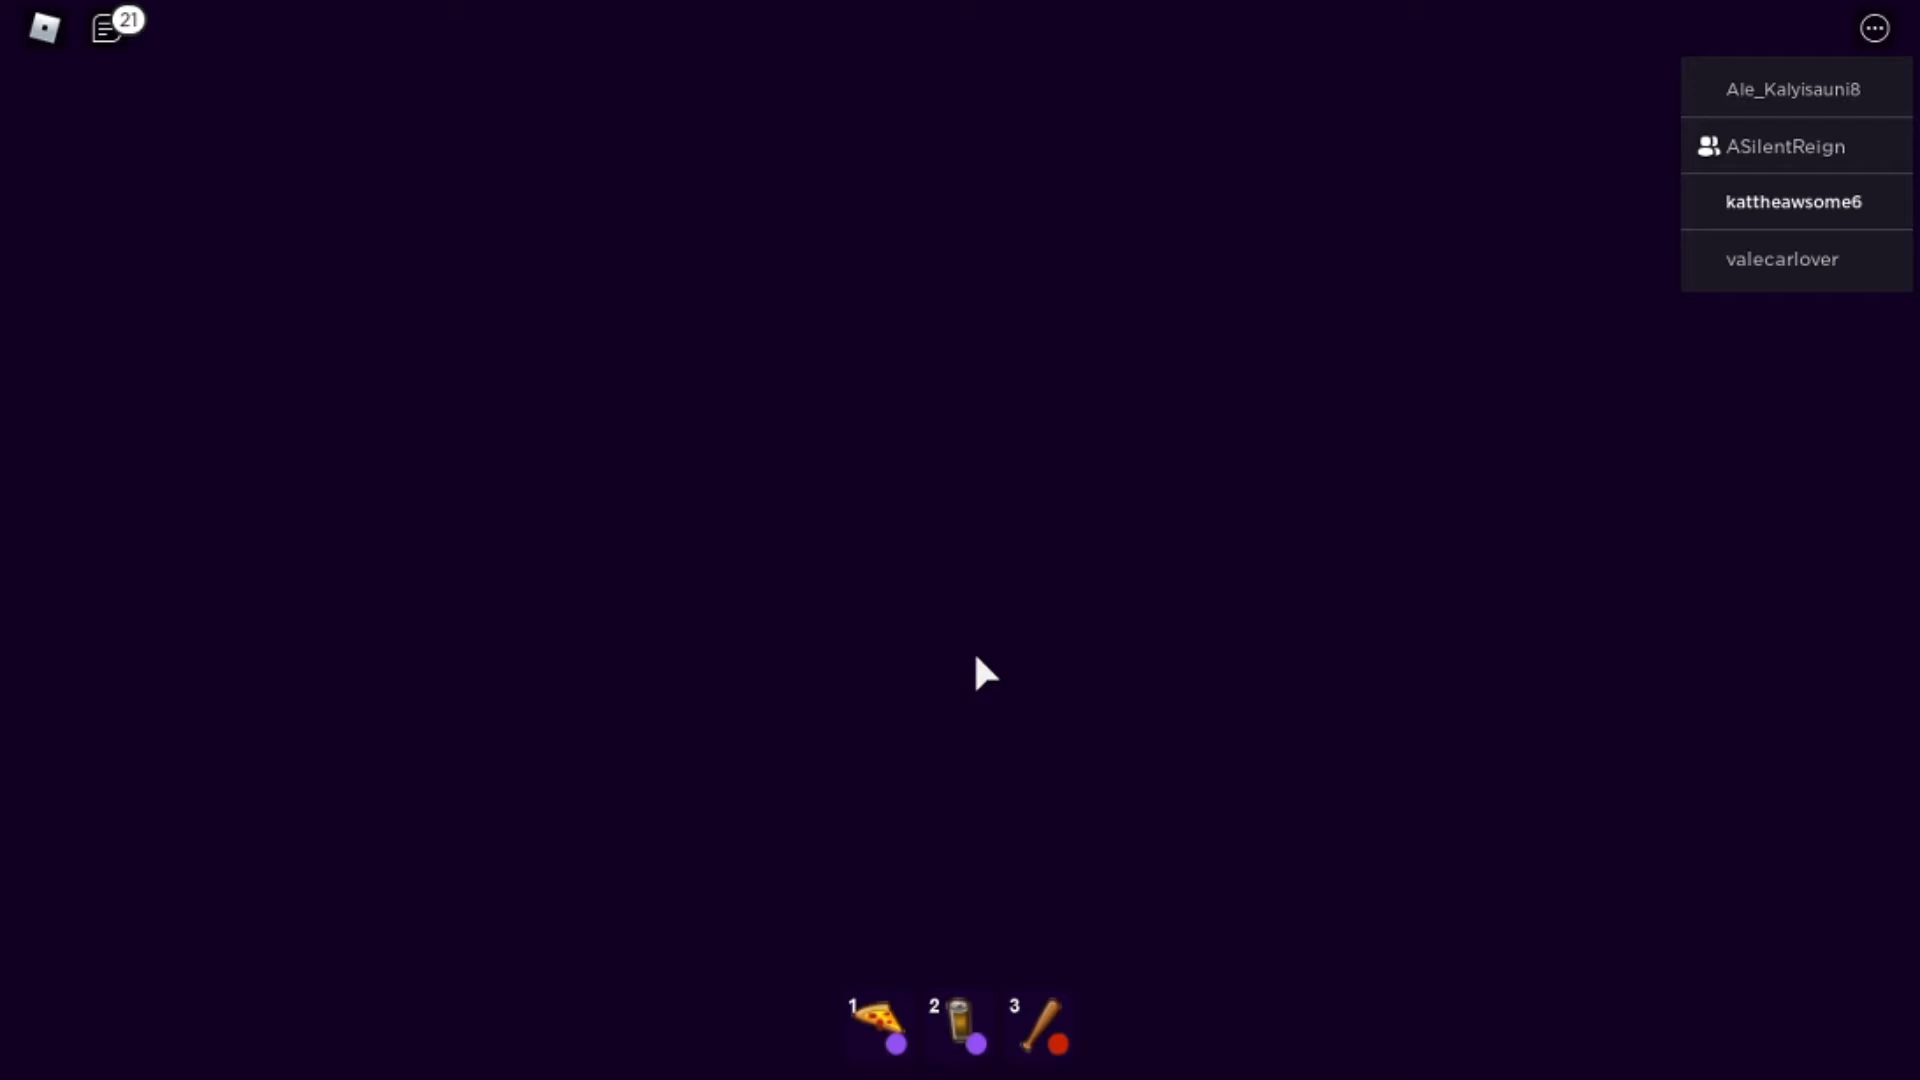 21
Ale_Kalyisauni8
ASilentReign
kattheawsome6
valecarlover
1 2 3